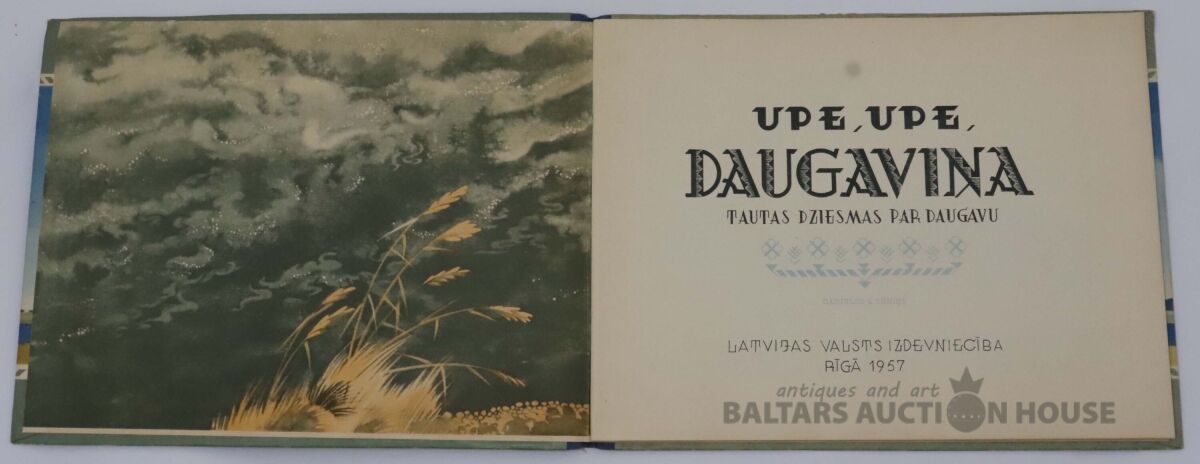 UPE, UPE,
DAUGAVIŅA
TAUTAS DZIESMAS PAR DAUGAVU
LATVIJAS VALSTS IZDEVNIECĪBA
RĪGĀ 1957
antiques and art
BALTARS AUCTION HOUSE